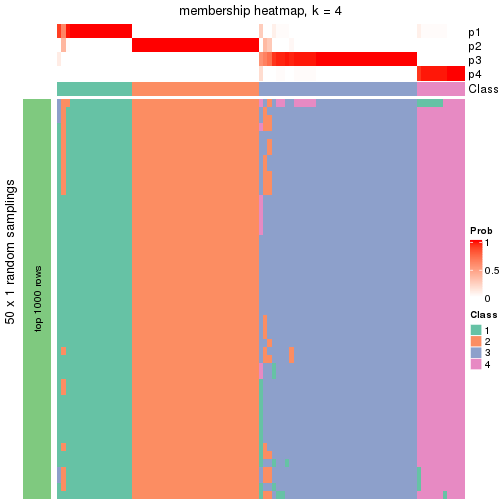 membership heatmap, k = 4
p1
p2
p3
p4
Class
50 x 1 random samplings
top 1000 rows
Prob
1
0.5
0
Class
1
2
3
4